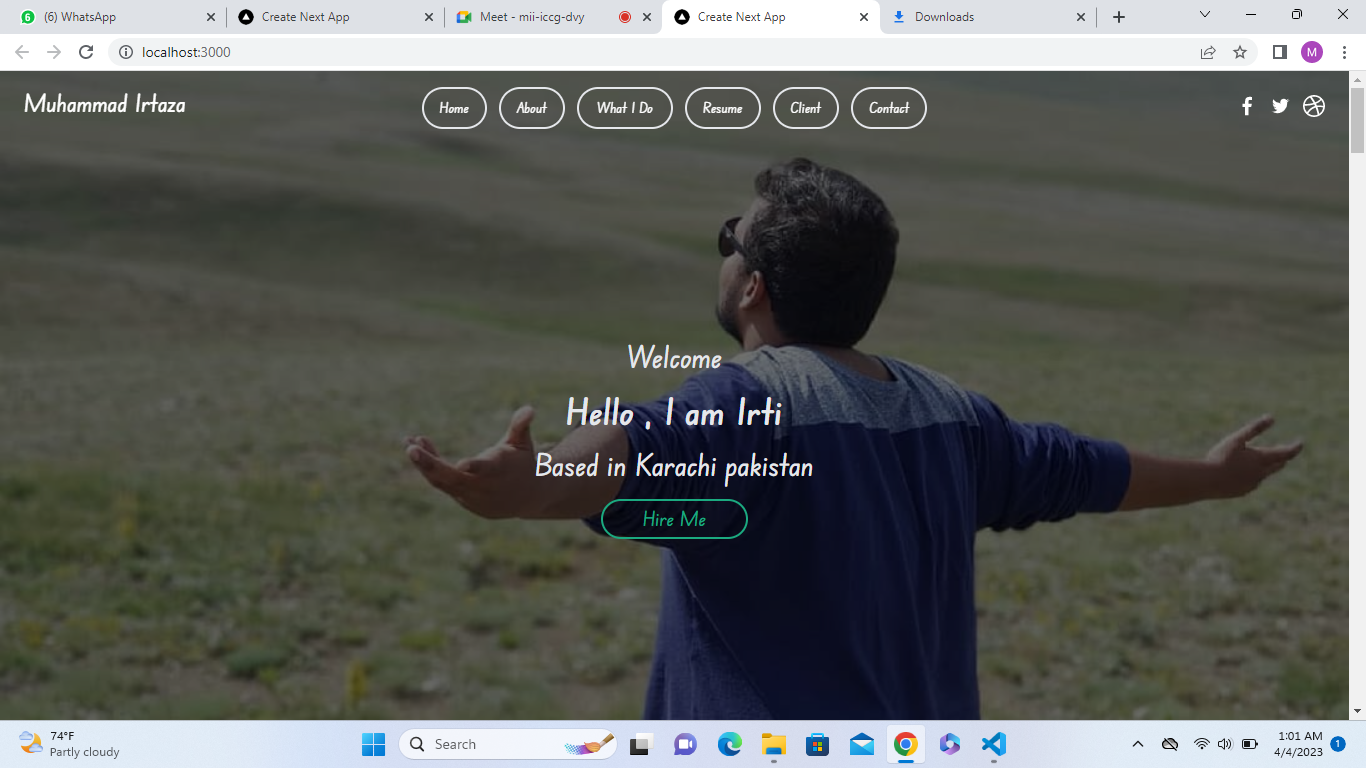 (6) WhatsApp
Create Next App
Meet - mii-iccg-dvy
Create Next App
Downloads
localhost:3000
M
Muhammad Irtaza
Home
About
What I Do
Resume
Client
Contact
Welcome
Hello , I am Irti
Based in Karachi pakistan
Hire Me
74°F
Partly cloudy
Search
1:01 AM
4/4/2023
1